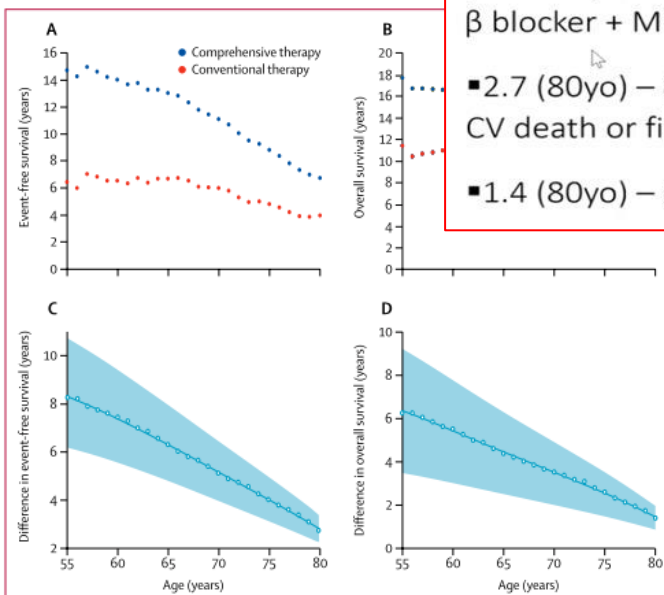 A
Event-free survival (years)
16
14
12
10
8
6
4
2
0
Comprehensive therapy
Conventional therapy
B
Overall survival (years)
20
18
16
14
12
10
8
6
4
2
0
β blocker + M
▪2.7 (80yo) –
CV death or fi
▪1.4 (80yo) –
C
Difference in event-free survival (years)
10
8
6
4
2
55 60 65 70 75 80
Age (years)
D
Difference in overall survival (years)
10
8
6
4
2
0
55 60 65 70 75 80
Age (years)